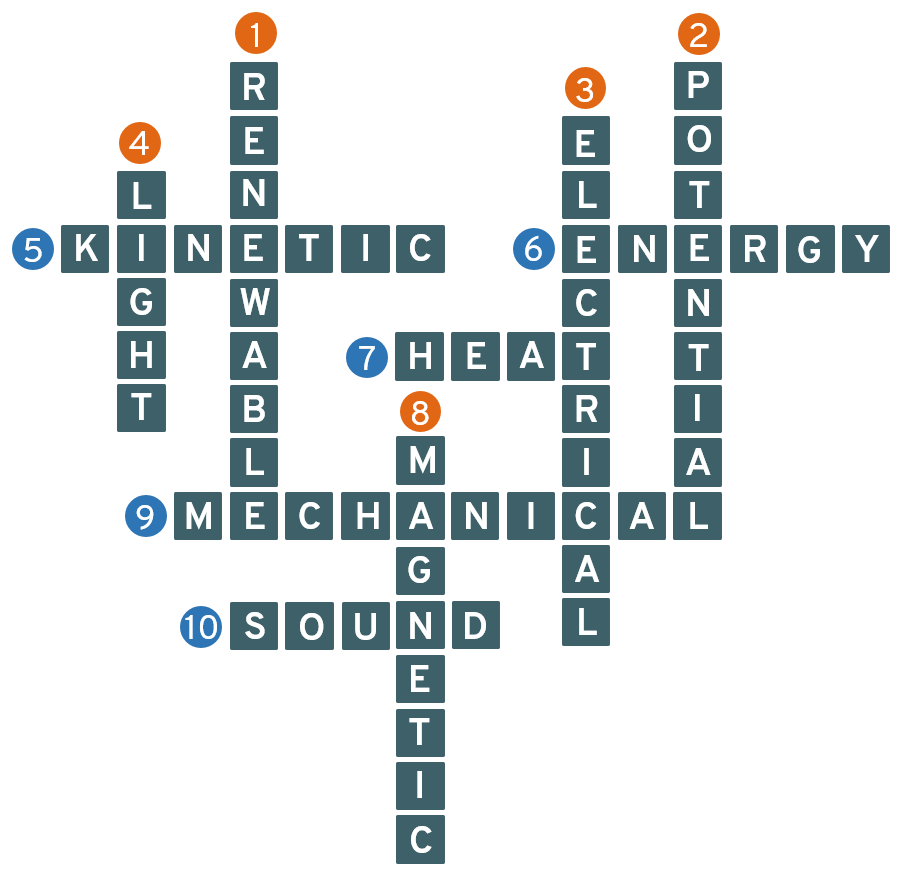 1 RENEWABLE
2 POTENTIAL
3 ELECTRICAL
4 LIGHT
5 KINETIC
6 ENERGY
7 HEAT
8 MAGNETIC
9 MECHANICAL
10 SOUND